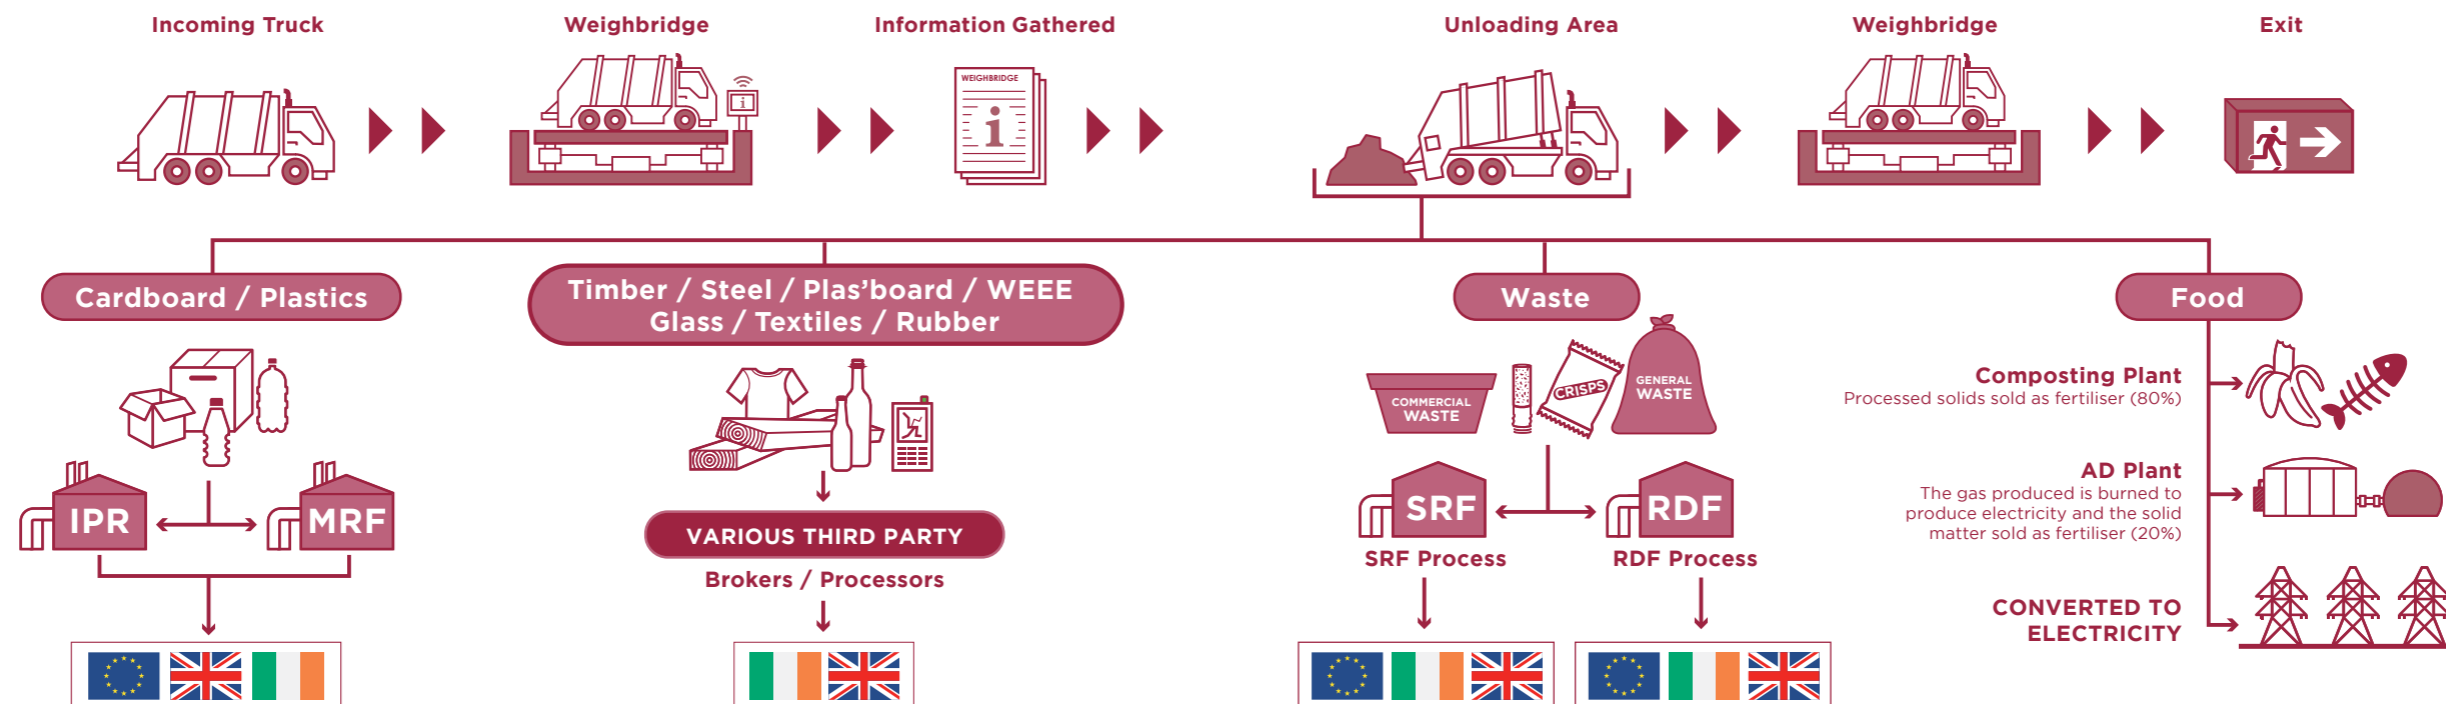 Incoming Truck
Weighbridge
Information Gathered
Unloading Area
Weighbridge
Exit
WEIGHBRIDGE
i
i
Cardboard / Plastics
IPR
MRF
Timber / Steel / Plas'board / WEEE
Glass / Textiles / Rubber
VARIOUS THIRD PARTY
Brokers / Processors
Waste
COMMERCIAL
WASTE
CRISPS
GENERAL
WASTE
SRF
RDF
SRF Process
RDF Process
Food
Composting Plant
Processed solids sold as fertiliser (80%)
AD Plant
The gas produced is burned to
produce electricity and the solid
matter sold as fertiliser (20%)
CONVERTED TO
ELECTRICITY